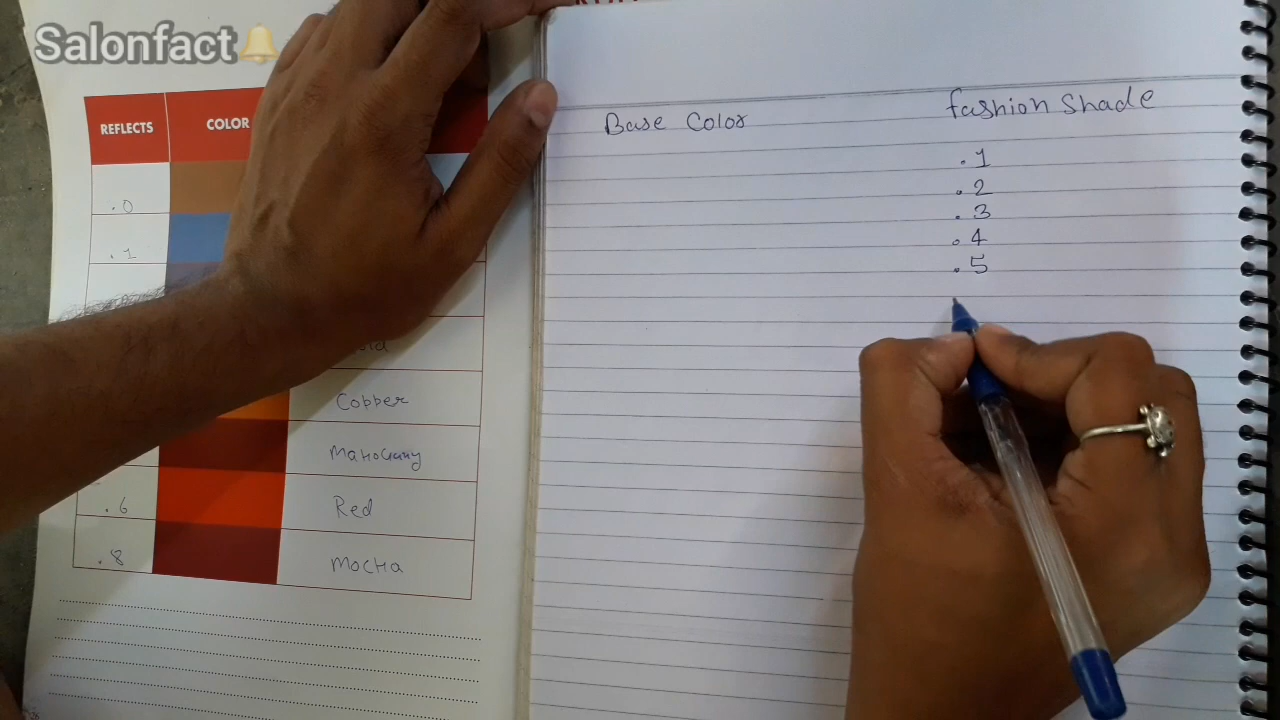 Salonfact
REFLECTS COLOR
.0
.1
Copper
Mahogany
.6 Red
.8 Mocha
Base Color fashion Shade
.1
.2
.3
.4
.5